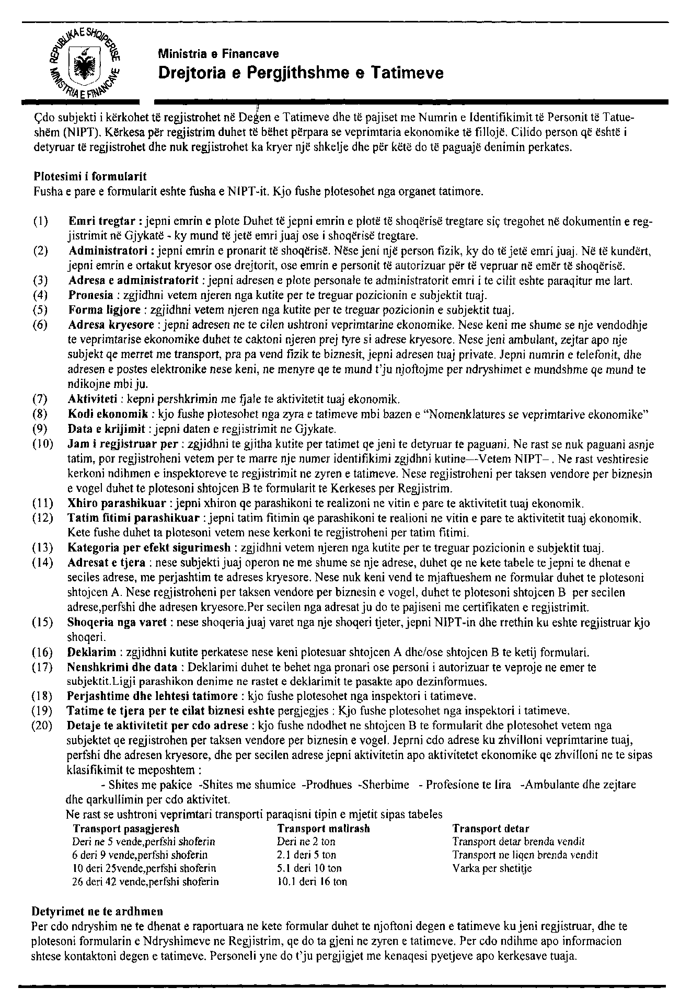 REPUBLIKA E SHQIPERISE
MINISTRIA E FINANCAVE
Ministria e Financave
Drejtoria e Pergjithshme e Tatimeve
Çdo subjekti i kërkohet të regjistrohet në Degën e Tatimeve dhe të pajiset me Numrin e Identifikimit të Personit të Tatue-
shëm (NIPT). Kërkesa për regjistrim duhet të bëhet përpara se veprimtaria ekonomike të fillojë. Cilido person që është i
detyruar të regjistrohet dhe nuk regjistrohet ka kryer një shkelje dhe për këtë do të paguajë denimin perkates.
Plotesimi i formularit
Fusha e pare e formularit eshte fusha e NIPT-it. Kjo fushe plotesohet nga organet tatimore.
(1) Emri tregtar : jepni emrin e plote Duhet të jepni emrin e plotë të shoqërisë tregtare siç tregohet në dokumentin e reg-
jistrimit në Gjykatë - ky mund të jetë emri juaj ose i shoqërisë tregtare.
(2) Administratori : jepni emrin e pronarit të shoqërisë. Nëse jeni një person fizik, ky do të jetë emri juaj. Në të kundërt,
jepni emrin e ortakut kryesor ose drejtorit, ose emrin e personit të autorizuar për të vepruar në emër të shoqërisë.
(3) Adresa e administratorit : jepni adresen e plote personale te administratorit emri i te cilit eshte paraqitur me lart.
(4) Pronesia : zgjidhni vetem njeren nga kutite per te treguar pozicionin e subjektit tuaj.
(5) Forma ligjore : zgjidhni vetem njeren nga kutite per te treguar pozicionin e subjektit tuaj.
(6) Adresa kryesore : jepni adresen ne te cilen ushtroni veprimtarine ekonomike. Nese keni me shume se nje vendodhje
te veprimtarise ekonomike duhet te caktoni njeren prej tyre si adrese kryesore. Nese jeni ambulant, zejtar apo nje
subjekt qe merret me transport, pra pa vend fizik te biznesit, jepni adresen tuaj private. Jepni numrin e telefonit, dhe
adresen e postes elektronike nese keni, ne menyre qe te mund t'ju njoftojme per ndryshimet e mundshme qe mund te
ndikojne mbi ju.
(7) Aktiviteti : kepni pershkrimin me fjale te aktivitetit tuaj ekonomik.
(8) Kodi ekonomik : kjo fushe plotesohet nga zyra e tatimeve mbi bazen e “Nomenklatures se veprimtarive ekonomike”
(9) Data e krijimit : jepni daten e regjistrimit ne Gjykate.
(10) Jam i regjistruar per : zgjidhni te gjitha kutite per tatimet qe jeni te detyruar te paguani. Ne rast se nuk paguani asnje
tatim, por regjistroheni vetem per te marre nje numer identifikimi zgjdhni kutine—Vetem NIPT– . Ne rast veshtiresie
kerkoni ndihmen e inspektoreve te regjistrimit ne zyren e tatimeve. Nese regjistroheni per taksen vendore per biznesin
e vogel duhet te plotesoni shtojcen B te formularit te Kerkeses per Regjistrim.
(11) Xhiro parashikuar : jepni xhiron qe parashikoni te realizoni ne vitin e pare te aktivitetit tuaj ekonomik.
(12) Tatim fitimi parashikuar : jepni tatim fitimin qe parashikoni te realioni ne vitin e pare te aktivitetit tuaj ekonomik.
Kete fushe duhet ta plotesoni vetem nese kerkoni te regjistroheni per tatim fitimi.
(13) Kategoria per efekt sigurimesh : zgjidhni vetem njeren nga kutite per te treguar pozicionin e subjektit tuaj.
(14) Adresat e tjera : nese subjekti juaj operon ne me shume se nje adrese, duhet qe ne kete tabele te jepni te dhenat e
seciles adrese, me perjashtim te adreses kryesore. Nese nuk keni vend te mjaftueshem ne formular duhet te plotesoni
shtojcen A. Nese regjistroheni per taksen vendore per biznesin e vogel, duhet te plotesoni shtojcen B per secilen
adrese,perfshi dhe adresen kryesore.Per secilen nga adresat ju do te pajiseni me certifikaten e regjistrimit.
(15) Shoqeria nga varet : nese shoqeria juaj varet nga nje shoqeri tjeter, jepni NIPT-in dhe rrethin ku eshte regjistruar kjo
shoqeri.
(16) Deklarim : zgjidhni kutite perkatese nese keni plotesuar shtojcen A dhe/ose shtojcen B te ketij formulari.
(17) Nenshkrimi dhe data : Deklarimi duhet te behet nga pronari ose personi i autorizuar te veproje ne emer te
subjektit.Ligji parashikon denime ne rastet e deklarimit te pasakte apo dezinformues.
(18) Perjashtime dhe lehtesi tatimore : kjo fushe plotesohet nga inspektori i tatimeve.
(19) Tatime te tjera per te cilat biznesi eshte pergjegjes : Kjo fushe plotesohet nga inspektori i tatimeve.
(20) Detaje te aktivitetit per cdo adrese : kjo fushe ndodhet ne shtojcen B te formularit dhe plotesohet vetem nga
subjektet qe regjistrohen per taksen vendore per biznesin e vogel. Jeprni cdo adrese ku zhvilloni veprimtarine tuaj,
perfshi dhe adresen kryesore, dhe per secilen adrese jepni aktivitetin apo aktivitetet ekonomike qe zhvilloni ne te sipas
klasifikimit te meposhtem :
- Shites me pakice -Shites me shumice -Prodhues -Sherbime - Profesione te lira -Ambulante dhe zejtare
dhe qarkullimin per cdo aktivitet.
Ne rast se ushtroni veprimtari transporti paraqisni tipin e mjetit sipas tabeles
Transport pasagjeresh Transport mallrash Transport detar
Deri ne 5 vende,perfshi shoferin Deri ne 2 ton Transport detar brenda vendit
6 deri 9 vende,perfshi shoferin 2.1 deri 5 ton Transport ne liqen brenda vendit
10 deri 25vende,perfshi shoferin 5.1 deri 10 ton Varka per shetitje
26 deri 42 vende,perfshi shoferin 10.1 deri 16 ton
Detyrimet ne te ardhmen
Per cdo ndryshim ne te dhenat e raportuara ne kete formular duhet te njoftoni degen e tatimeve ku jeni regjistruar, dhe te
plotesoni formularin e Ndryshimeve ne Regjistrim, qe do ta gjeni ne zyren e tatimeve. Per cdo ndihme apo informacion
shtese kontaktoni degen e tatimeve. Personeli yne do t'ju pergjigjet me kenaqesi pyetjeve apo kerkesave tuaja.